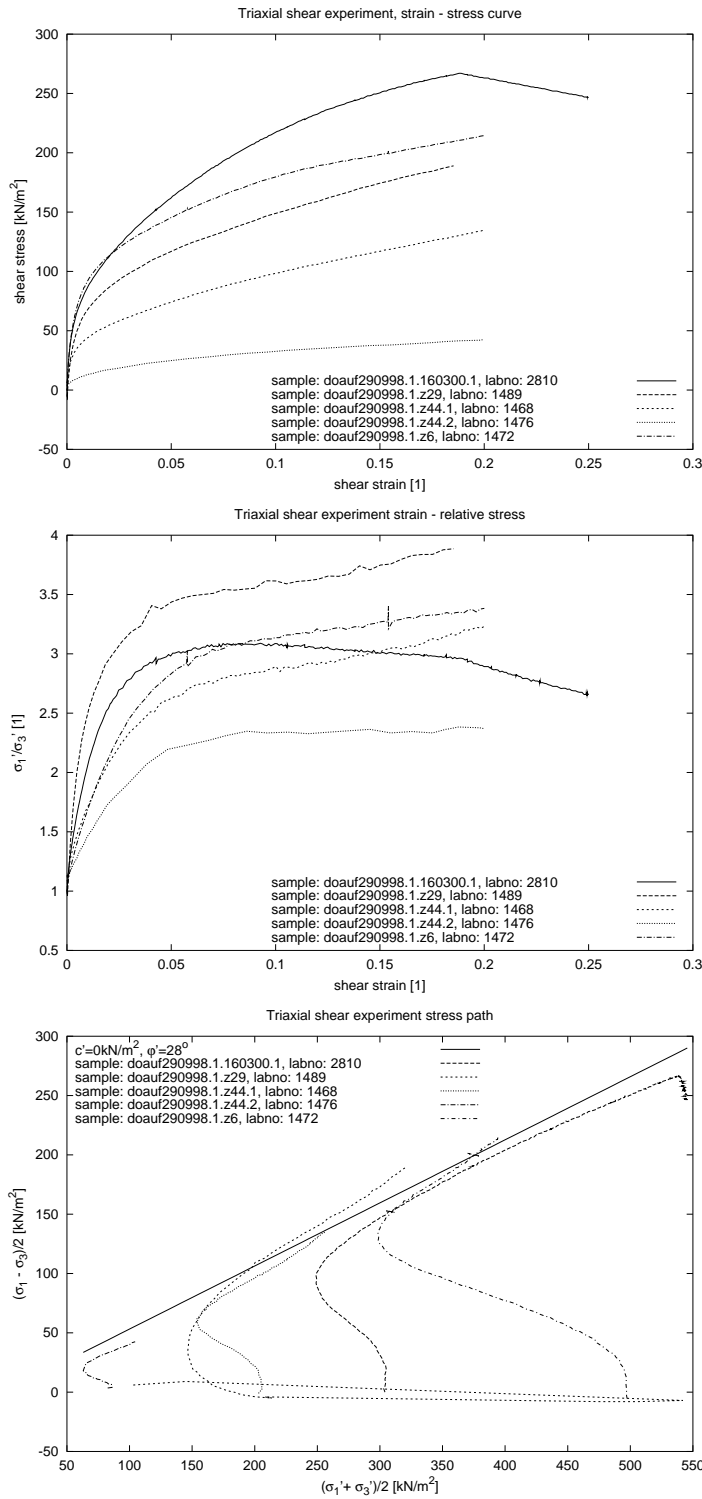 Triaxial shear experiment, strain - stress curve
300
250
200
150
100
50
0
-50
shear stress [kN/m²]
sample: doauf290998.1.160300.1, labno: 2810
sample: doauf290998.1.z29, labno: 1489
sample: doauf290998.1.z44.1, labno: 1468
sample: doauf290998.1.z44.2, labno: 1476
sample: doauf290998.1.z6, labno: 1472
0 0.05 0.1 0.15 0.2 0.25 0.3
shear strain [1]
Triaxial shear experiment strain - relative stress
4
3.5
3
2.5
2
1.5
1
0.5
σ₁'/σ₃' [1]
sample: doauf290998.1.160300.1, labno: 2810
sample: doauf290998.1.z29, labno: 1489
sample: doauf290998.1.z44.1, labno: 1468
sample: doauf290998.1.z44.2, labno: 1476
sample: doauf290998.1.z6, labno: 1472
0 0.05 0.1 0.15 0.2 0.25 0.3
shear strain [1]
Triaxial shear experiment stress path
300
250
200
150
100
50
0
-50
(σ₁ - σ₃)/2 [kN/m²]
c'=0kN/m², φ'=28°
sample: doauf290998.1.160300.1, labno: 2810
sample: doauf290998.1.z29, labno: 1489
sample: doauf290998.1.z44.1, labno: 1468
sample: doauf290998.1.z44.2, labno: 1476
sample: doauf290998.1.z6, labno: 1472
50 100 150 200 250 300 350 400 450 500 550
(σ₁'+ σ₃')/2 [kN/m²]